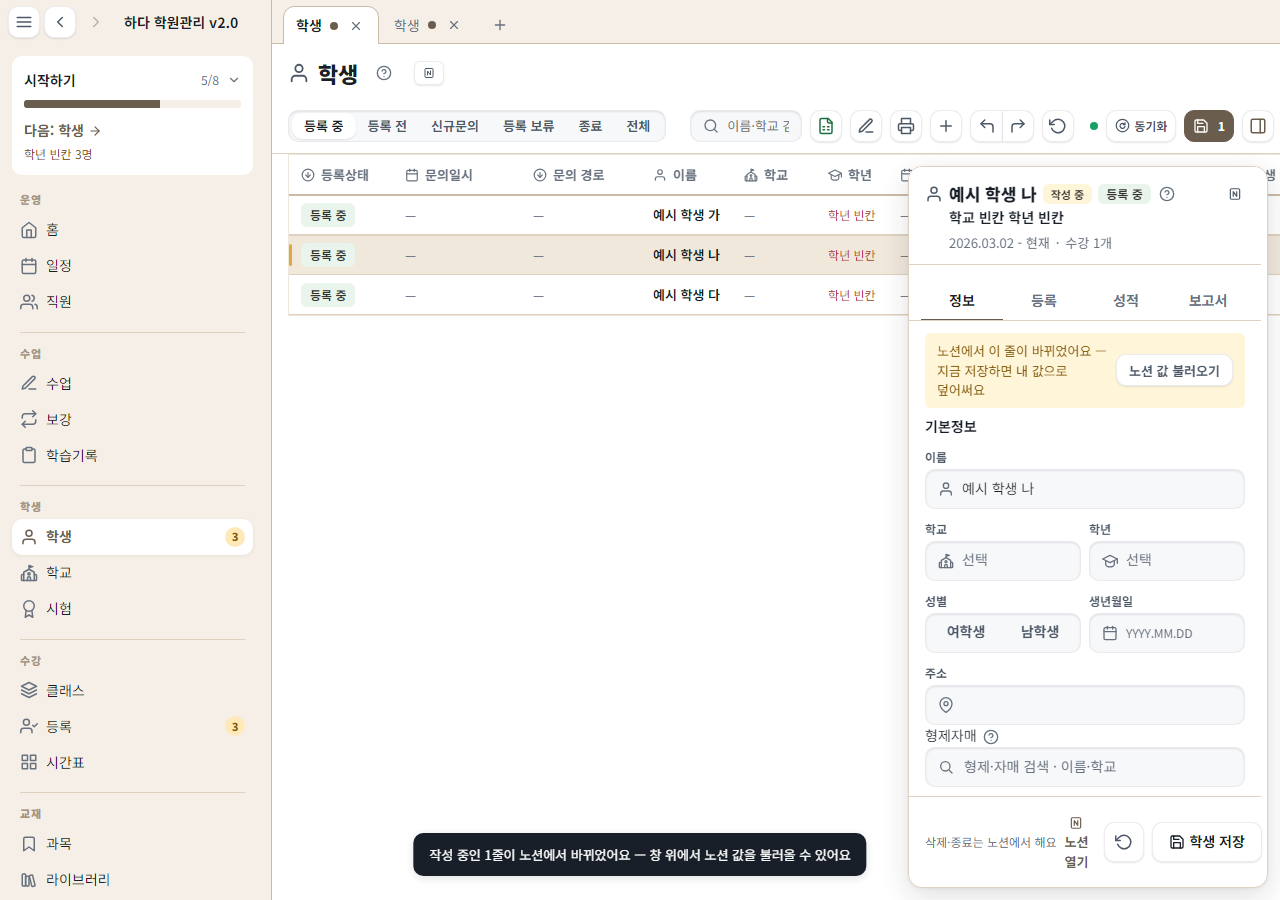 하다 학원관리 v2.0
시작하기 5/8
다음: 학생 →
학년 빈칸 3명
운영
홈
일정
직원
수업
수업
보강
학습기록
학생
학생 3
학교
시험
수강
클래스
등록 3
시간표
교재
과목
라이브러리
학생 학생
학생
등록 중 등록 전 신규문의 등록 보류 종료 전체 이름·학교 검 동기화 1
등록상태 문의일시 문의 경로 이름 학교 학년
등록 중 — — 예시 학생 가 — 학년 빈칸 —
등록 중 — — 예시 학생 나 — 학년 빈칸 —
등록 중 — — 예시 학생 다 — 학년 빈칸 —
예시 학생 나 작성 중 등록 중
학교 빈칸 학년 빈칸
2026.03.02 - 현재 · 수강 1개
정보 등록 성적 보고서
노션에서 이 줄이 바뀌었어요 —
지금 저장하면 내 값으로
덮어써요
노션 값 불러오기
기본정보
이름
예시 학생 나
학교 학년
선택 선택
성별 생년월일
여학생 남학생 YYYY.MM.DD
주소
형제자매
형제·자매 검색 · 이름·학교
삭제·종료는 노션에서 해요
노션
열기
학생 저장
작성 중인 1줄이 노션에서 바뀌었어요 — 창 위에서 노션 값을 불러올 수 있어요